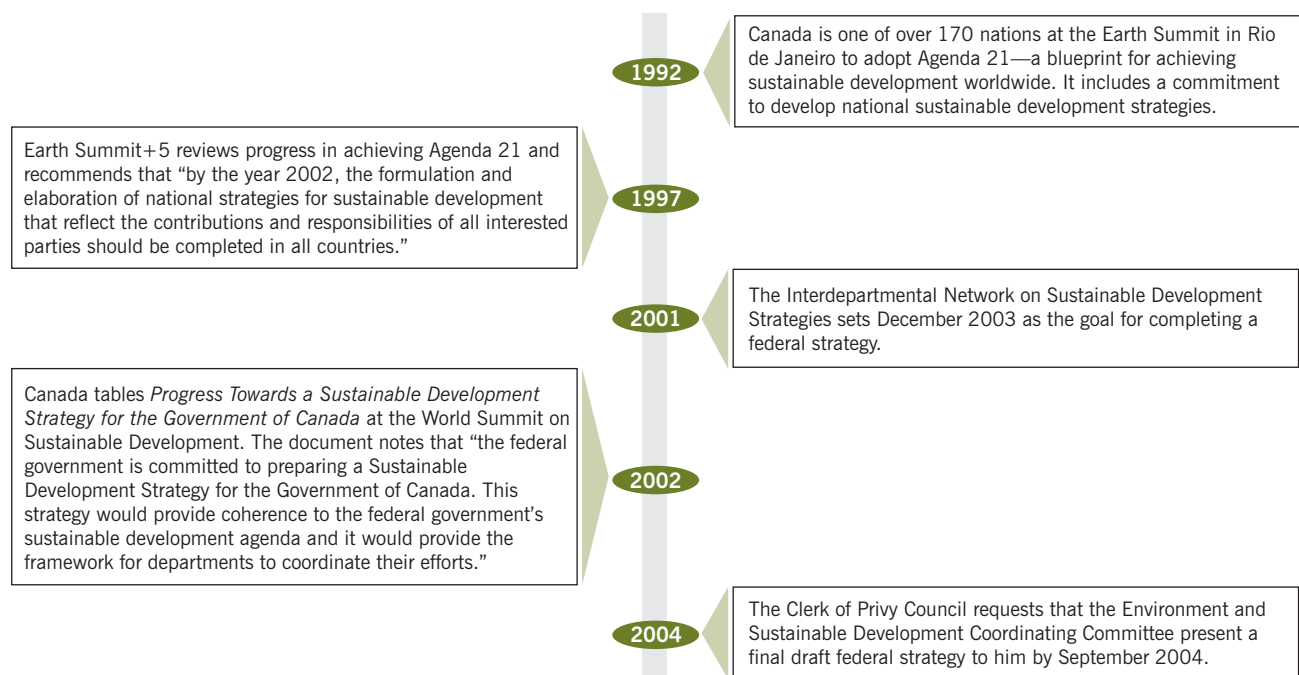 1992
Canada is one of over 170 nations at the Earth Summit in Rio
de Janeiro to adopt Agenda 21—a blueprint for achieving
sustainable development worldwide. It includes a commitment
to develop national sustainable development strategies.
1997
Earth Summit+5 reviews progress in achieving Agenda 21 and
recommends that “by the year 2002, the formulation and
elaboration of national strategies for sustainable development
that reflect the contributions and responsibilities of all interested
parties should be completed in all countries.”
2001
The Interdepartmental Network on Sustainable Development
Strategies sets December 2003 as the goal for completing a
federal strategy.
2002
Canada tables Progress Towards a Sustainable Development
Strategy for the Government of Canada at the World Summit on
Sustainable Development. The document notes that “the federal
government is committed to preparing a Sustainable
Development Strategy for the Government of Canada. This
strategy would provide coherence to the federal government’s
sustainable development agenda and it would provide the
framework for departments to coordinate their efforts.”
2004
The Clerk of Privy Council requests that the Environment and
Sustainable Development Coordinating Committee present a
final draft federal strategy to him by September 2004.